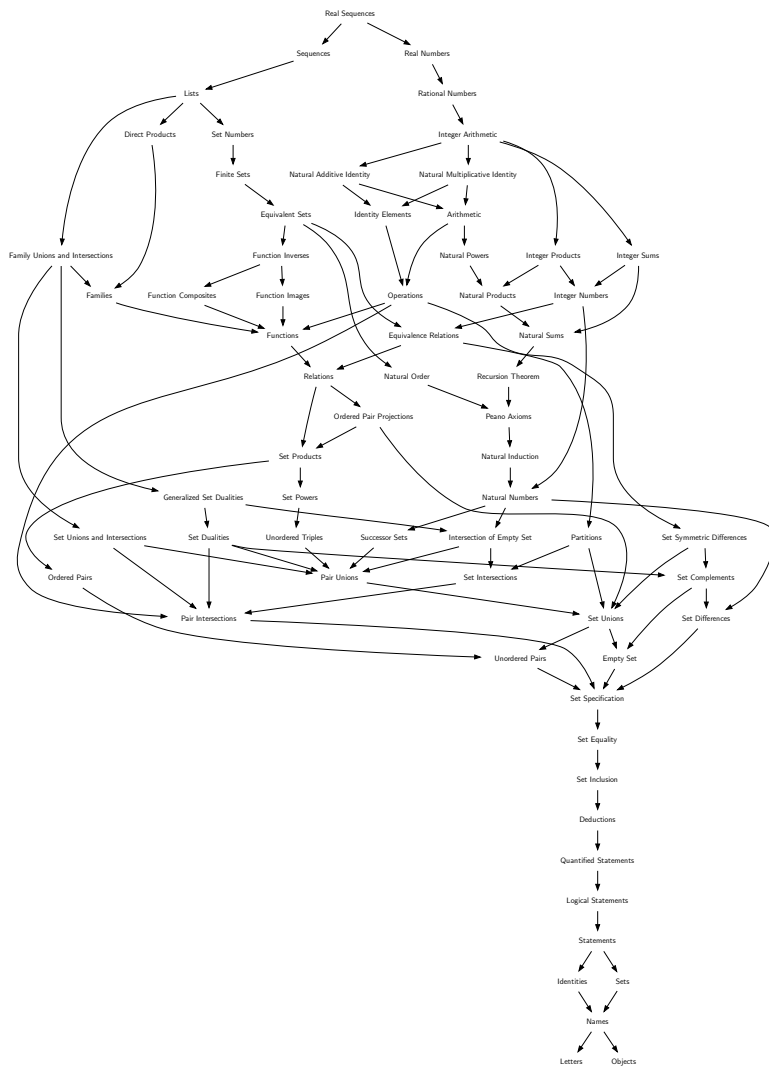 Real Sequences
Sequences
Real Numbers
Lists
Rational Numbers
Direct Products
Set Numbers
Integer Arithmetic
Finite Sets
Natural Additive Identity
Natural Multiplicative Identity
Equivalent Sets
Identity Elements
Arithmetic
Family Unions and Intersections
Function Inverses
Natural Powers
Integer Products
Integer Sums
Families
Function Composites
Function Images
Operations
Natural Products
Integer Numbers
Functions
Equivalence Relations
Natural Sums
Relations
Natural Order
Recursion Theorem
Ordered Pair Projections
Peano Axioms
Set Products
Natural Induction
Generalized Set Dualities
Set Powers
Natural Numbers
Set Unions and Intersections
Set Dualities
Unordered Triples
Successor Sets
Intersection of Empty Set
Partitions
Set Symmetric Differences
Ordered Pairs
Pair Unions
Set Intersections
Set Complements
Pair Intersections
Set Unions
Set Differences
Unordered Pairs
Empty Set
Set Specification
Set Equality
Set Inclusion
Deductions
Quantified Statements
Logical Statements
Statements
Identities
Sets
Names
Letters
Objects